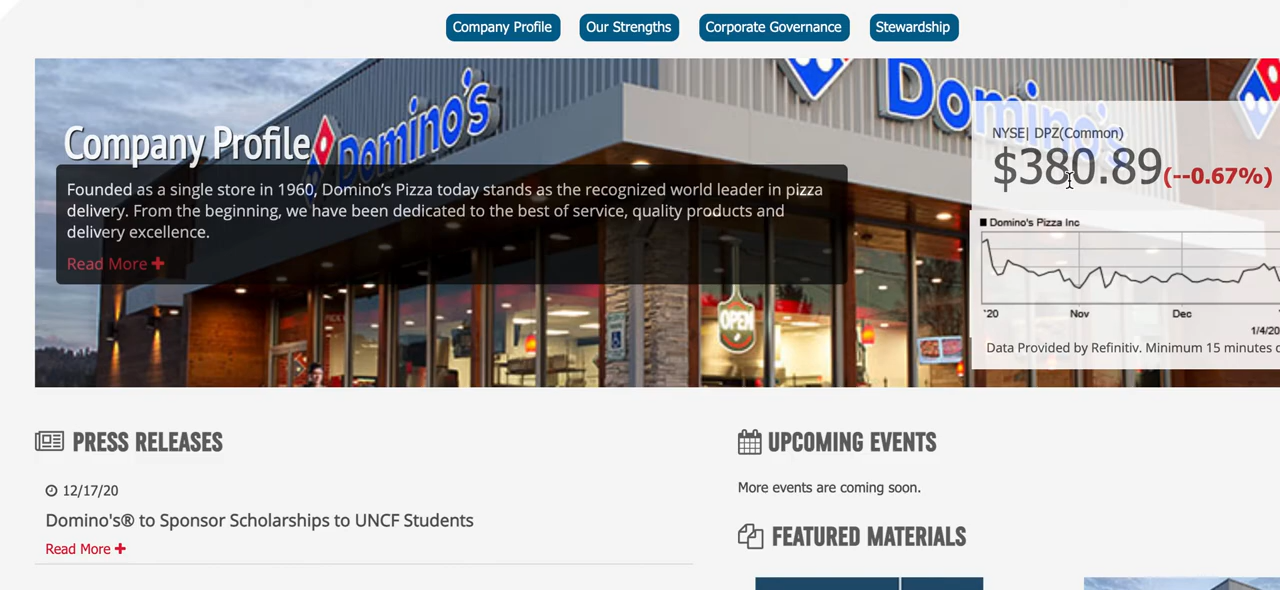 Company Profile
Our Strengths
Corporate Governance
Stewardship
Domino's
Domino's
Company Profile
Founded as a single store in 1960, Domino's Pizza today stands as the recognized world leader in pizza
delivery. From the beginning, we have been dedicated to the best of service, quality products and
delivery excellence.
Read More
OPEN
NYSE| DPZ(Common)
$380.89(--0.67%)
Domino's Pizza Inc
'20 Nov Dec
1/4/20
Data Provided by Refinitiv. Minimum 15 minutes
PRESS RELEASES
12/17/20
Domino's® to Sponsor Scholarships to UNCF Students
Read More
UPCOMING EVENTS
More events are coming soon.
FEATURED MATERIALS